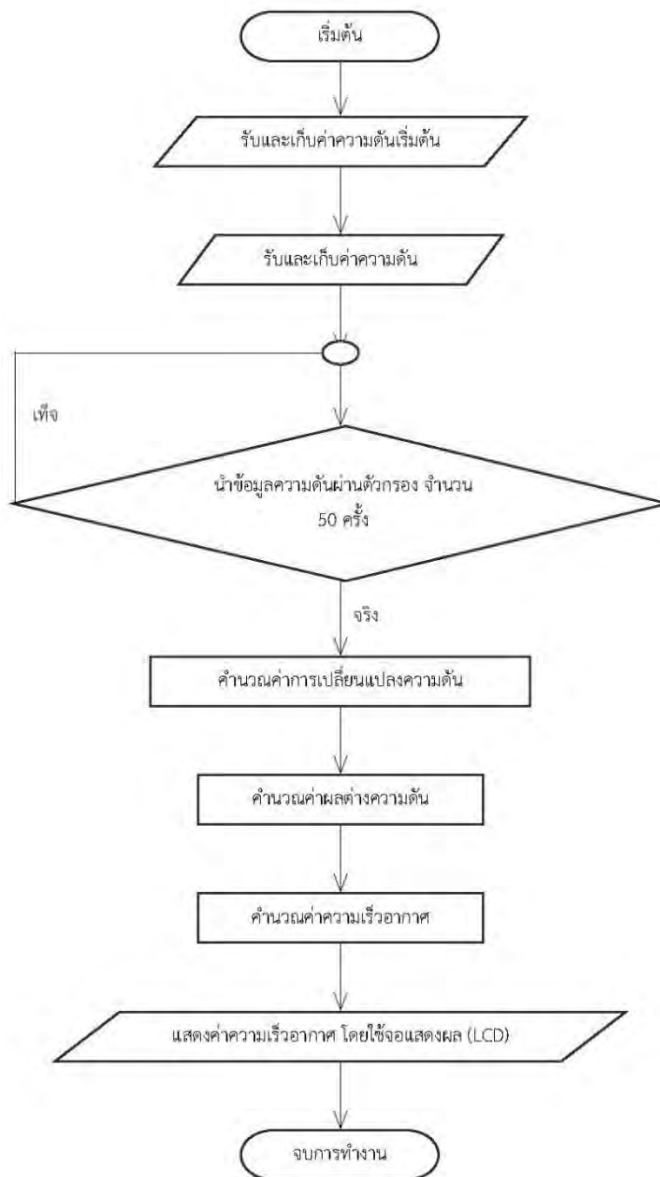 เริ่มต้น
รับและเก็บค่าความดันเริ่มต้น
รับและเก็บค่าความดัน
เท็จ
นำข้อมูลความดันผ่านตัวกรอง จำนวน
50 ครั้ง
จริง
คำนวณค่าการเปลี่ยนแปลงความดัน
คำนวณค่าผลต่างความดัน
คำนวณค่าความเร็วอากาศ
แสดงค่าความเร็วอากาศ โดยใช้จอแสดงผล (LCD)
จบการทำงาน